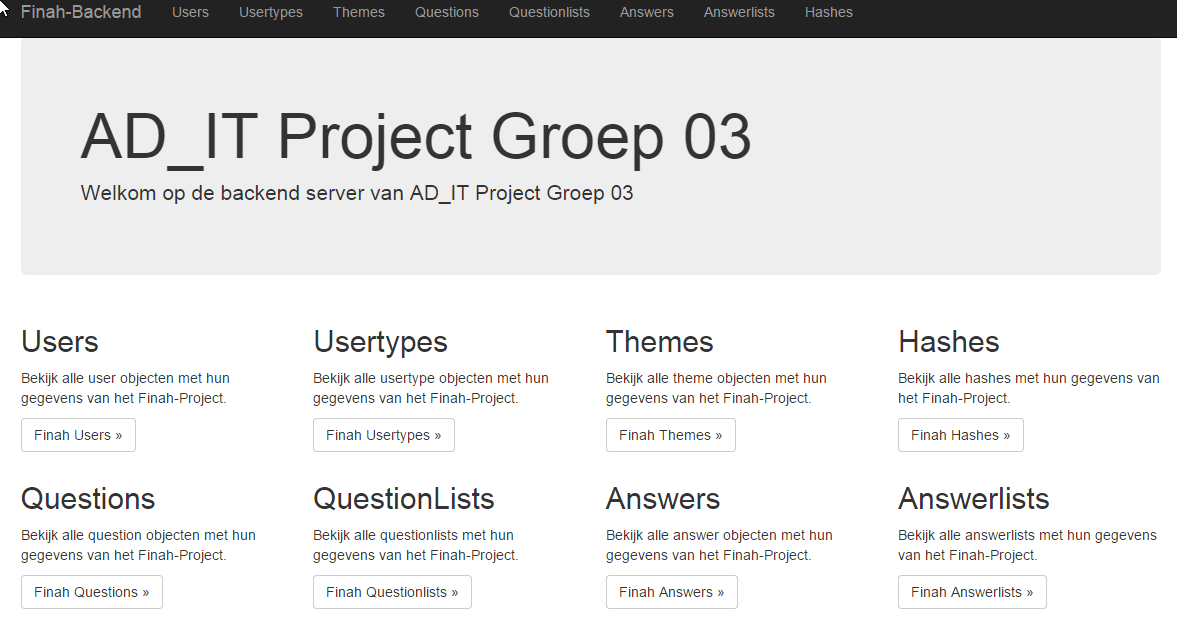 Finah-Backend Users Usertypes Themes Questions Questionlists Answers Answerlists Hashes
AD_IT Project Groep 03
Welkom op de backend server van AD_IT Project Groep 03
Users
Bekijk alle user objecten met hun
gegevens van het Finah-Project.
Finah Users »
Usertypes
Bekijk alle usertype objecten met hun
gegevens van het Finah-Project.
Finah Usertypes »
Themes
Bekijk alle theme objecten met hun
gegevens van het Finah-Project.
Finah Themes »
Hashes
Bekijk alle hashes met hun gegevens van
het Finah-Project.
Finah Hashes »
Questions
Bekijk alle question objecten met hun
gegevens van het Finah-Project.
Finah Questions »
QuestionLists
Bekijk alle questionlists met hun
gegevens van het Finah-Project.
Finah Questionlists »
Answers
Bekijk alle answer objecten met hun
gegevens van het Finah-Project.
Finah Answers »
Answerlists
Bekijk alle answerlists met hun gegevens
van het Finah-Project.
Finah Answerlists »